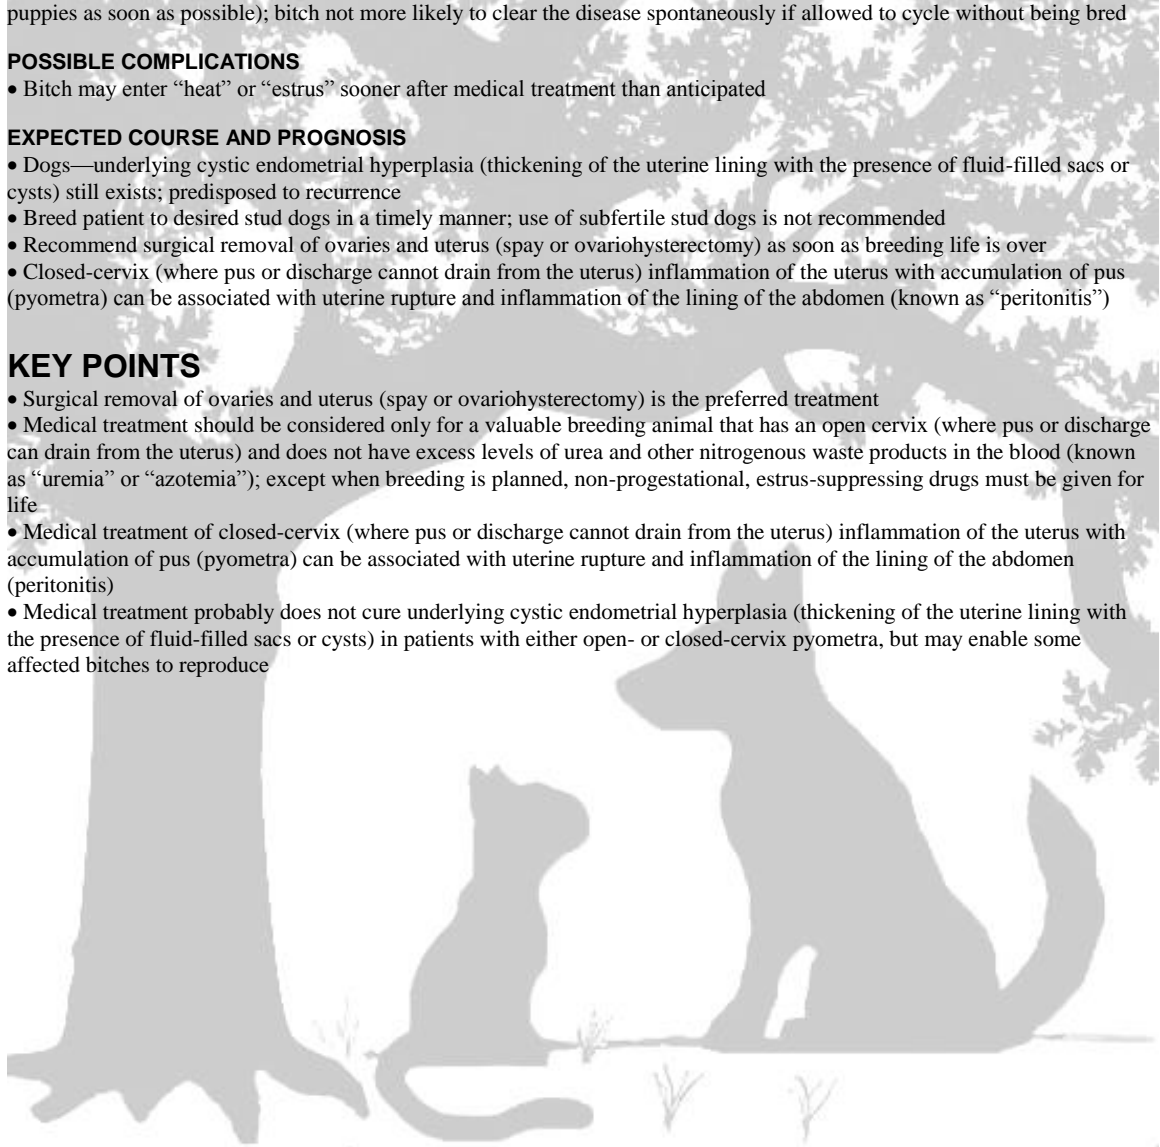 puppies as soon as possible); bitch not more likely to clear the disease spontaneously if allowed to cycle without being bred
POSSIBLE COMPLICATIONS
• Bitch may enter “heat” or “estrus” sooner after medical treatment than anticipated
EXPECTED COURSE AND PROGNOSIS
• Dogs—underlying cystic endometrial hyperplasia (thickening of the uterine lining with the presence of fluid-filled sacs or
cysts) still exists; predisposed to recurrence
• Breed patient to desired stud dogs in a timely manner; use of subfertile stud dogs is not recommended
• Recommend surgical removal of ovaries and uterus (spay or ovariohysterectomy) as soon as breeding life is over
• Closed-cervix (where pus or discharge cannot drain from the uterus) inflammation of the uterus with accumulation of pus
(pyometra) can be associated with uterine rupture and inflammation of the lining of the abdomen (known as “peritonitis”)
KEY POINTS
• Surgical removal of ovaries and uterus (spay or ovariohysterectomy) is the preferred treatment
• Medical treatment should be considered only for a valuable breeding animal that has an open cervix (where pus or discharge
can drain from the uterus) and does not have excess levels of urea and other nitrogenous waste products in the blood (known
as “uremia” or “azotemia”); except when breeding is planned, non-progestational, estrus-suppressing drugs must be given for
life
• Medical treatment of closed-cervix (where pus or discharge cannot drain from the uterus) inflammation of the uterus with
accumulation of pus (pyometra) can be associated with uterine rupture and inflammation of the lining of the abdomen
(peritonitis)
• Medical treatment probably does not cure underlying cystic endometrial hyperplasia (thickening of the uterine lining with
the presence of fluid-filled sacs or cysts) in patients with either open- or closed-cervix pyometra, but may enable some
affected bitches to reproduce